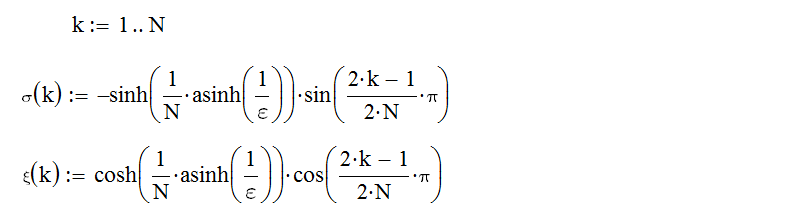 k := 1 .. N
σ(k) := −sinh(1/N · asinh(1/ε)) · sin((2·k − 1)/(2·N) · π)
ξ(k) := cosh(1/N · asinh(1/ε)) · cos((2·k − 1)/(2·N) · π)